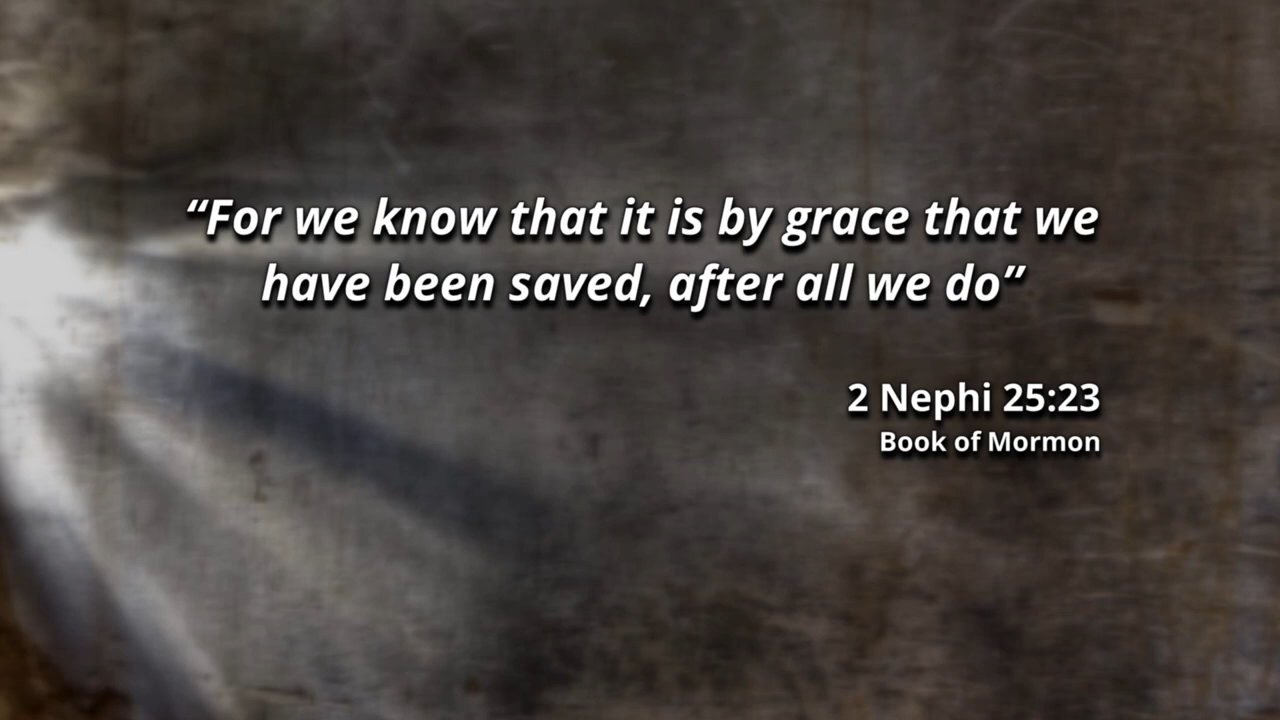 “For we know that it is by grace that we
have been saved, after all we do”
2 Nephi 25:23
Book of Mormon